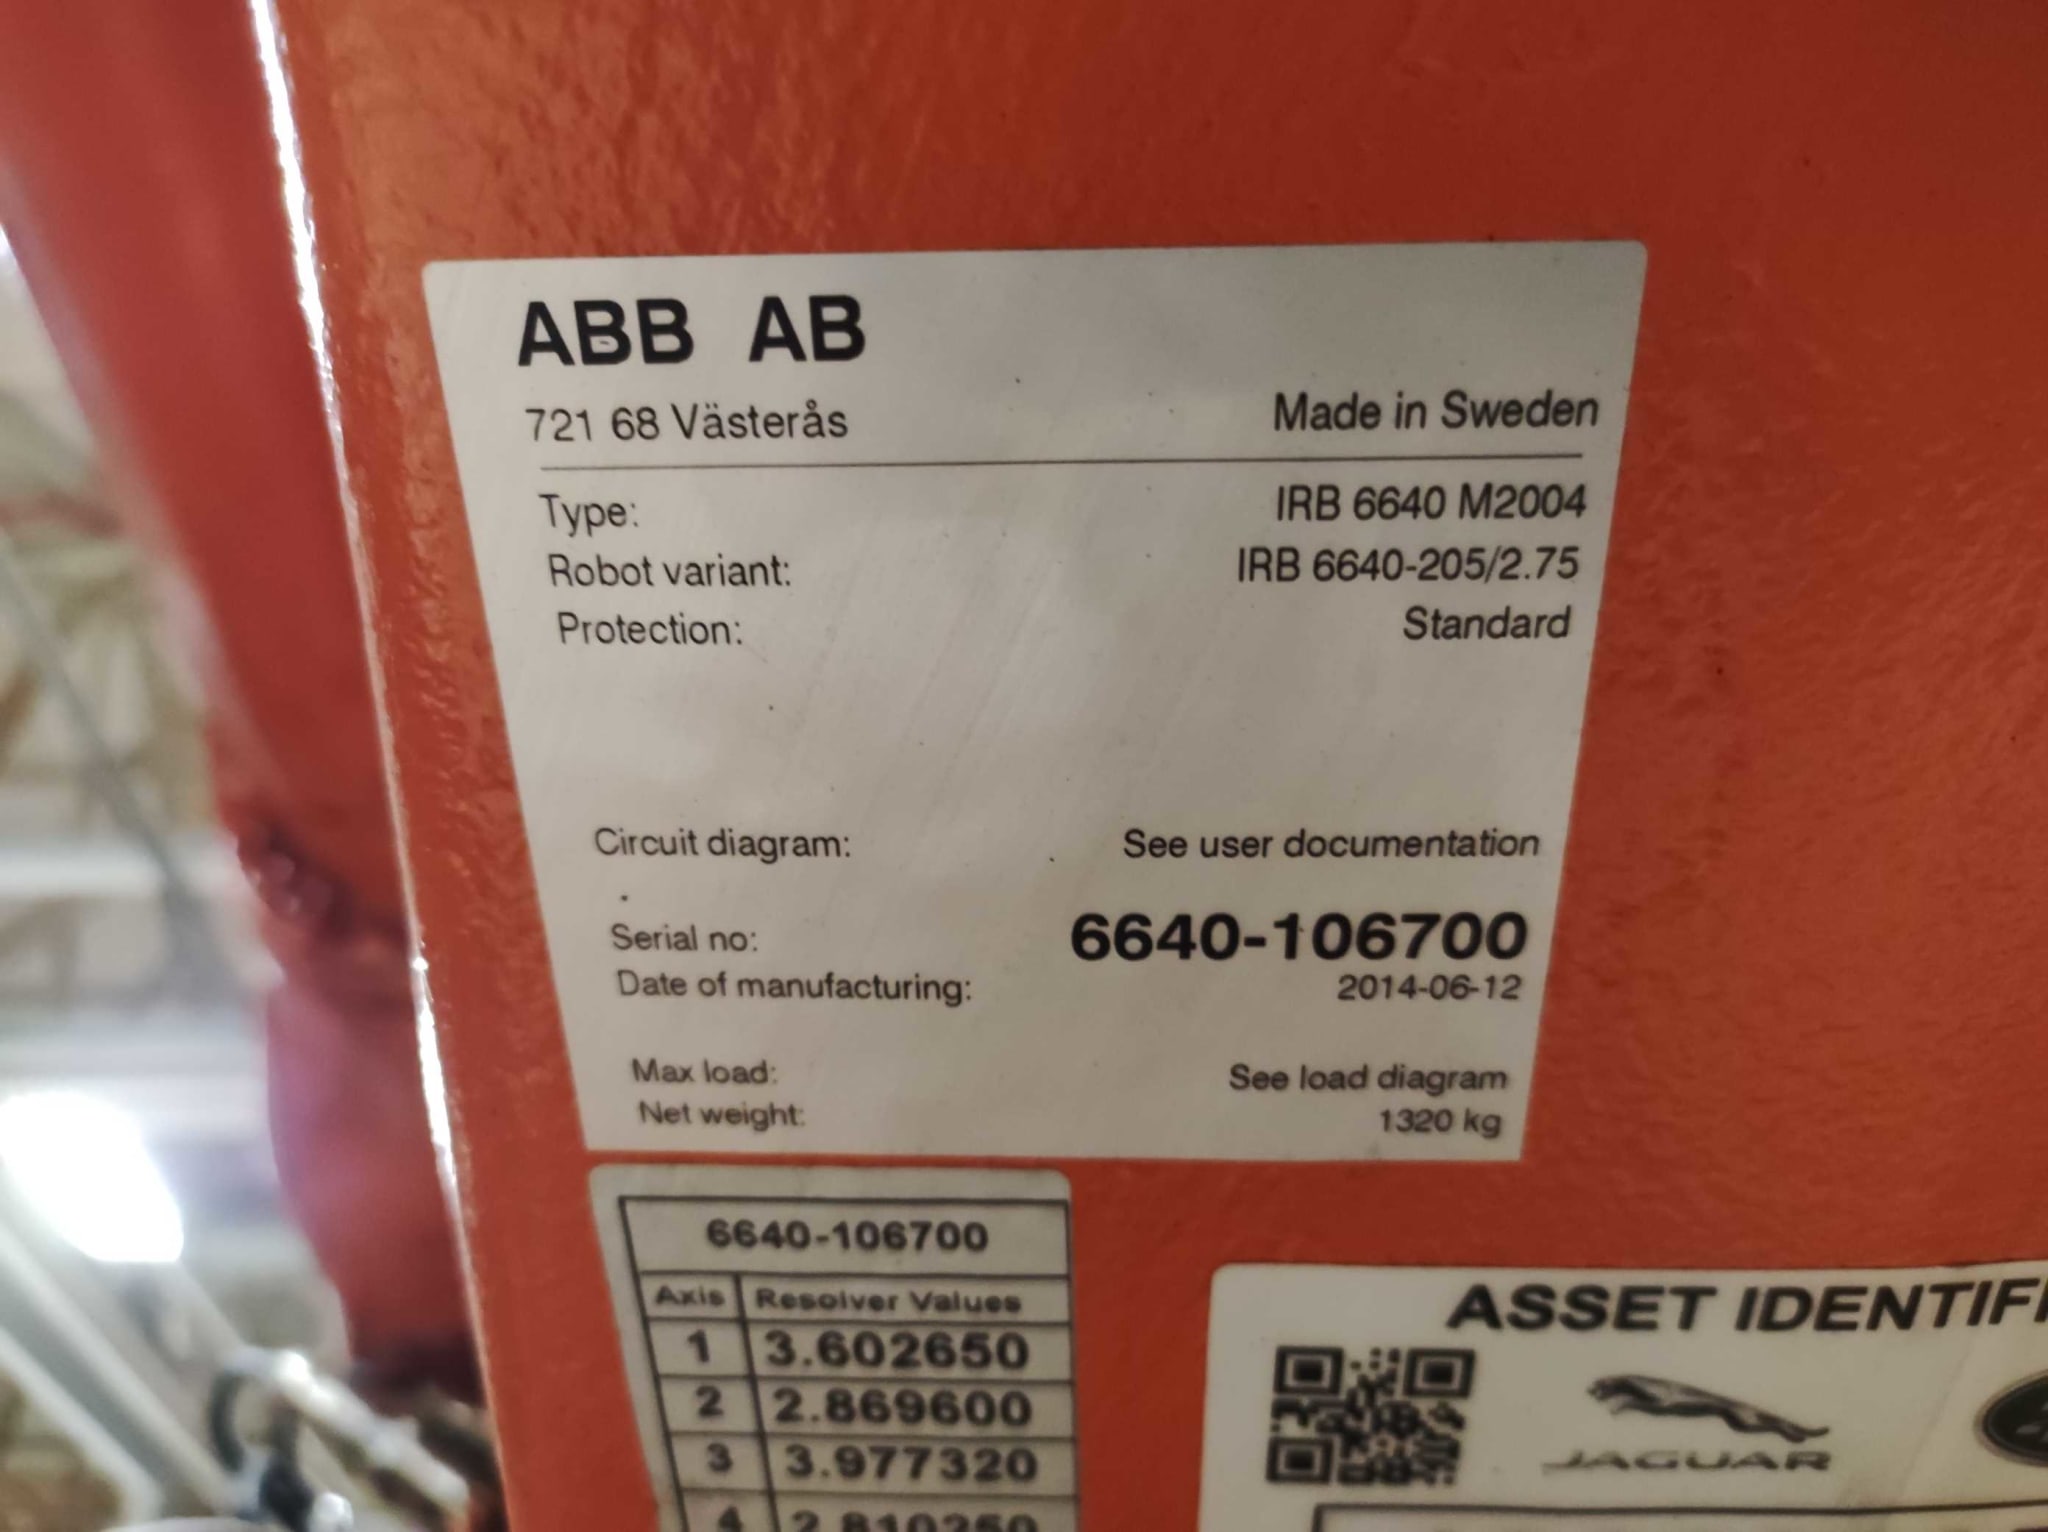 ABB AB
721 68 Västerås Made in Sweden
Type: IRB 6640 M2004
Robot variant: IRB 6640-205/2.75
Protection: Standard
Circuit diagram: See user documentation
Serial no: 6640-106700
Date of manufacturing: 2014-06-12
Max load: See load diagram
Net weight: 1320 kg
6640-106700
Axis Resolver Values
1 3.602650
2 2.869600
3 3.977320
4 2.810250
ASSET IDENTIFI
JAGUAR